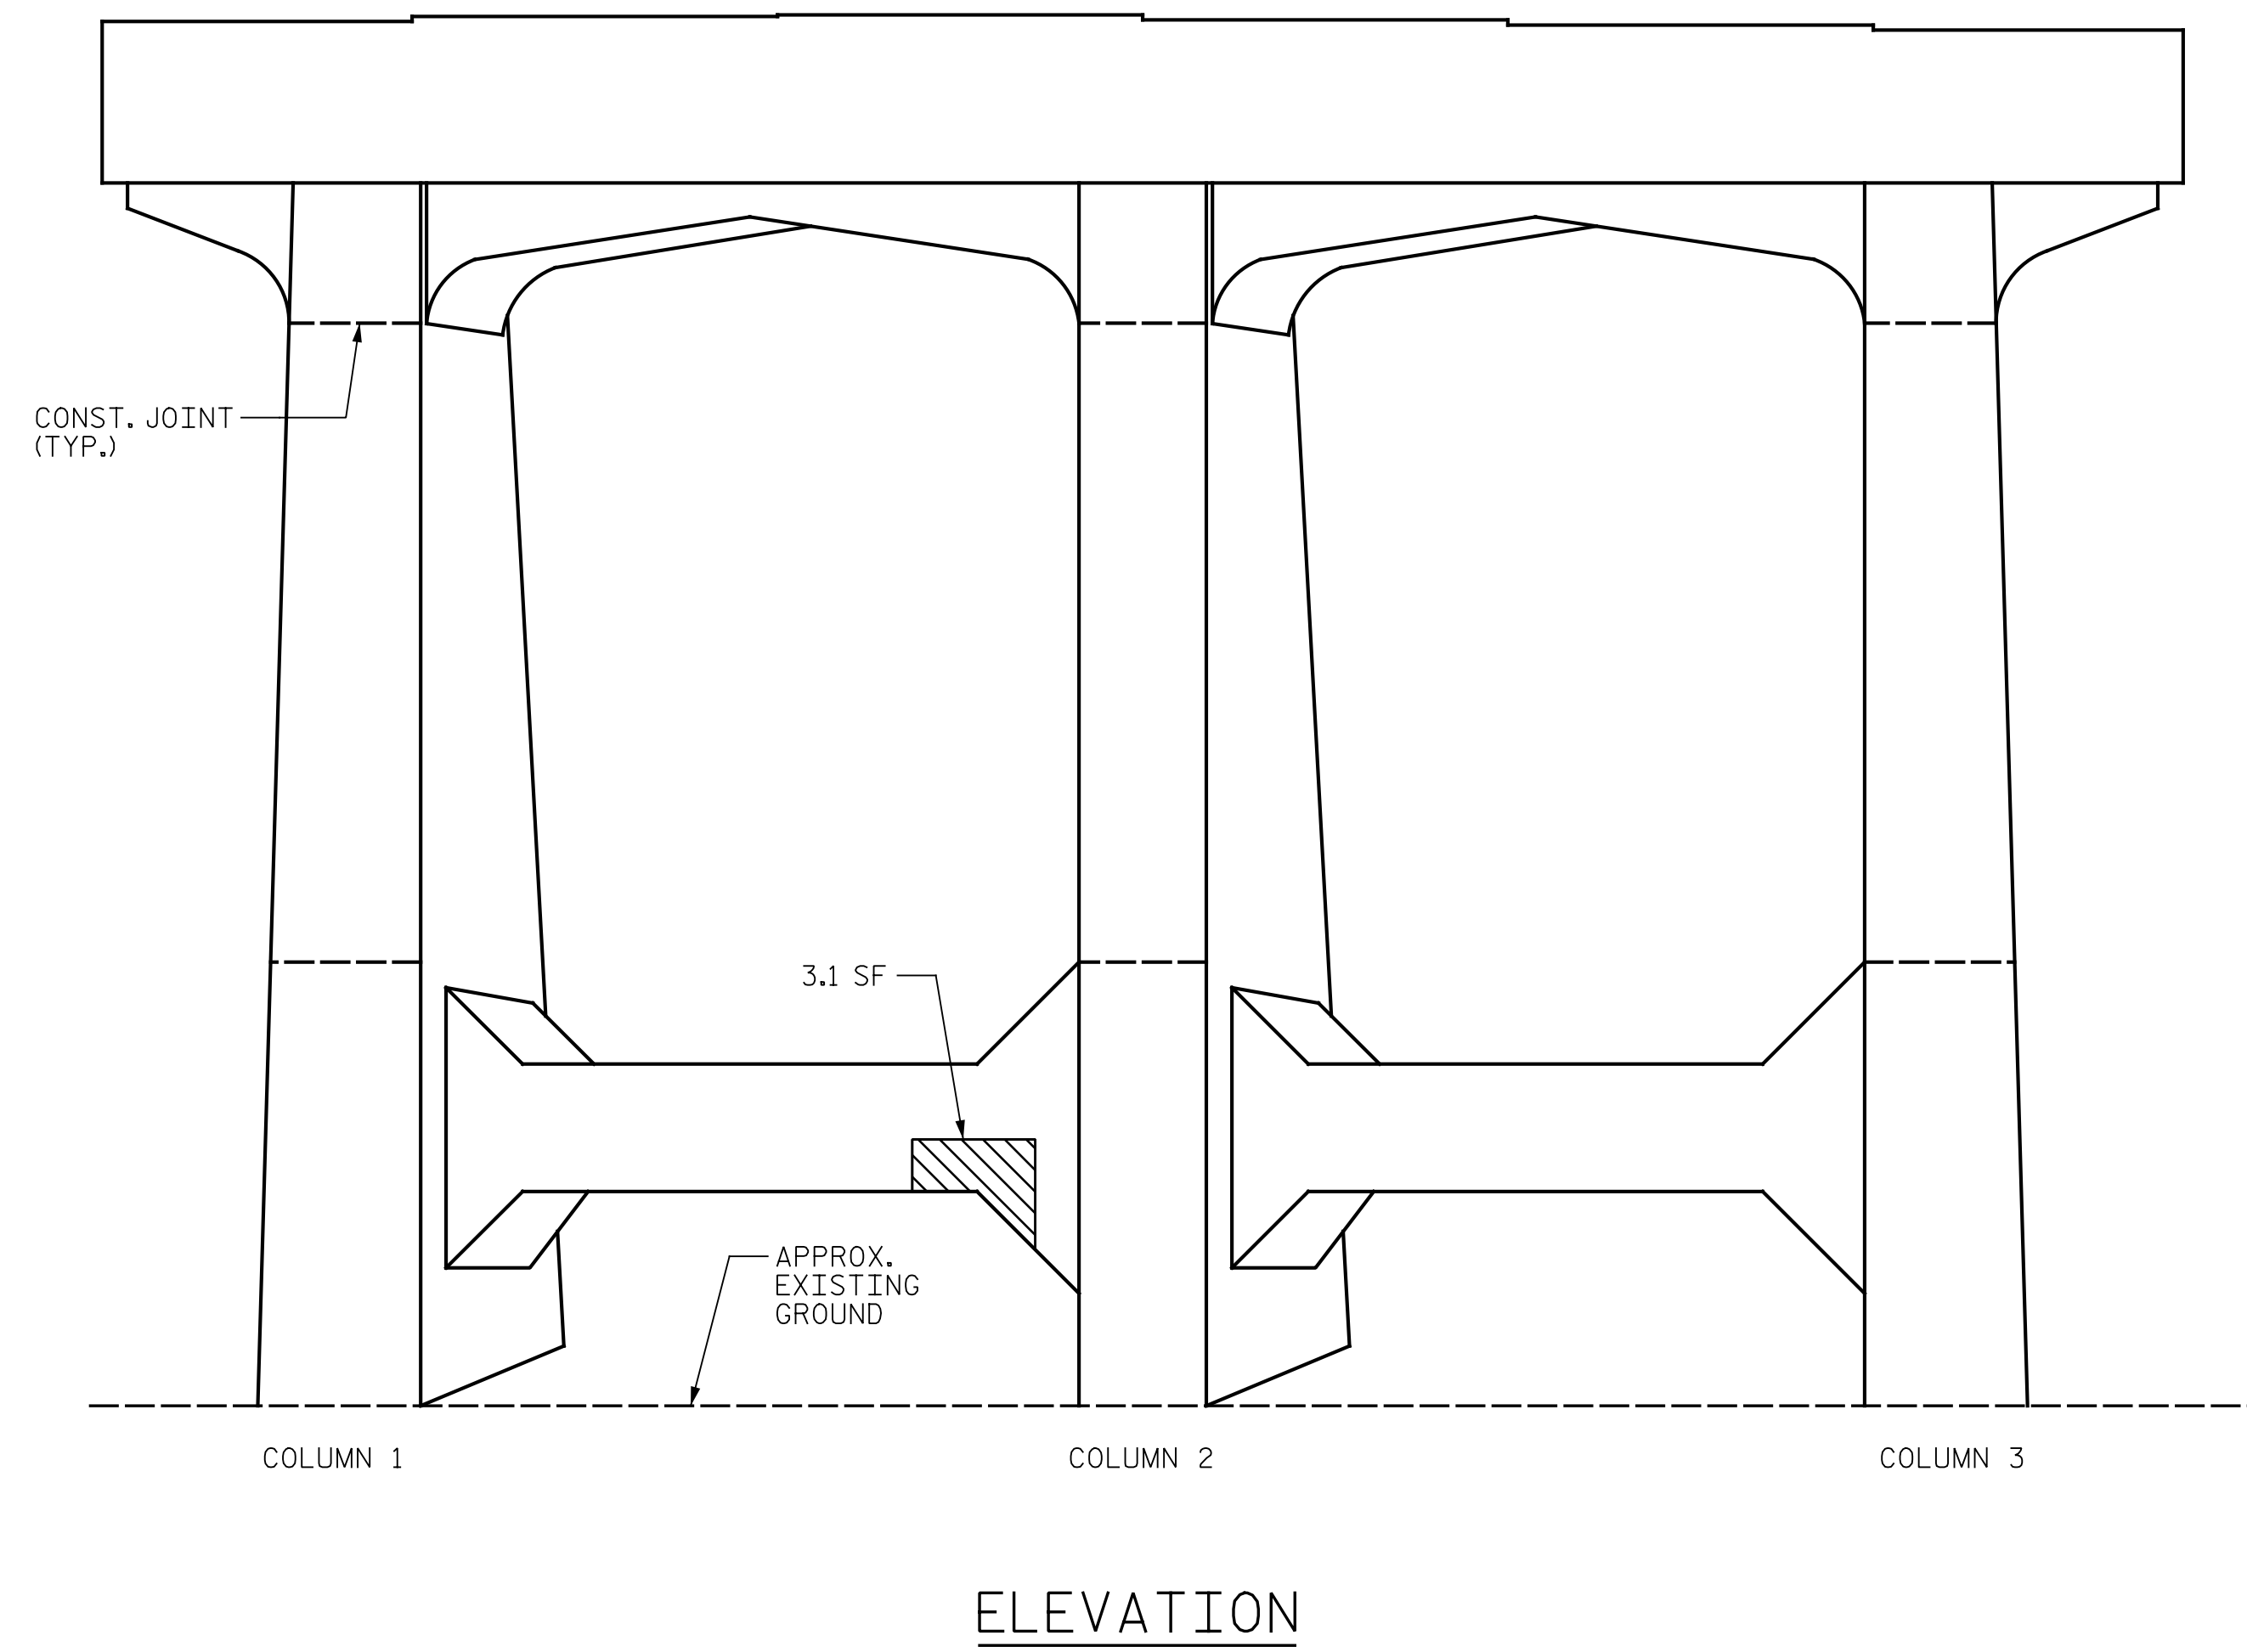 CONST. JOINT
(TYP.)
3.1 SF
APPROX.
EXISTING
GROUND
COLUMN 1
COLUMN 2
COLUMN 3
ELEVATION